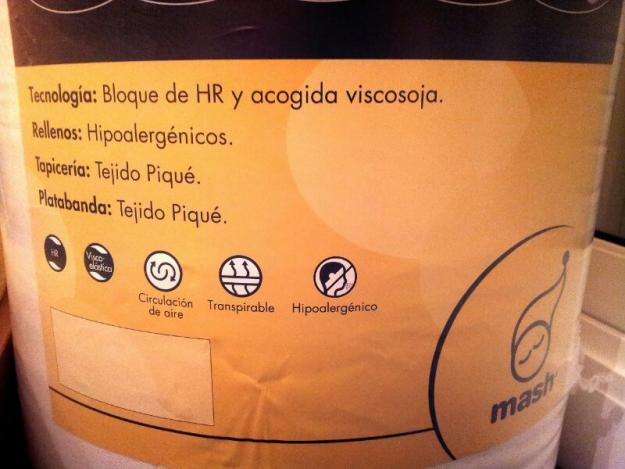 Tecnología: Bloque de HR y acogida viscosoja.
Rellenos: Hipoalergénicos.
Tapicería: Tejido Piqué.
Platabanda: Tejido Piqué.
HR
Visco-
elástica
Circulación
de aire
Transpirable
Hipoalergénico
mash